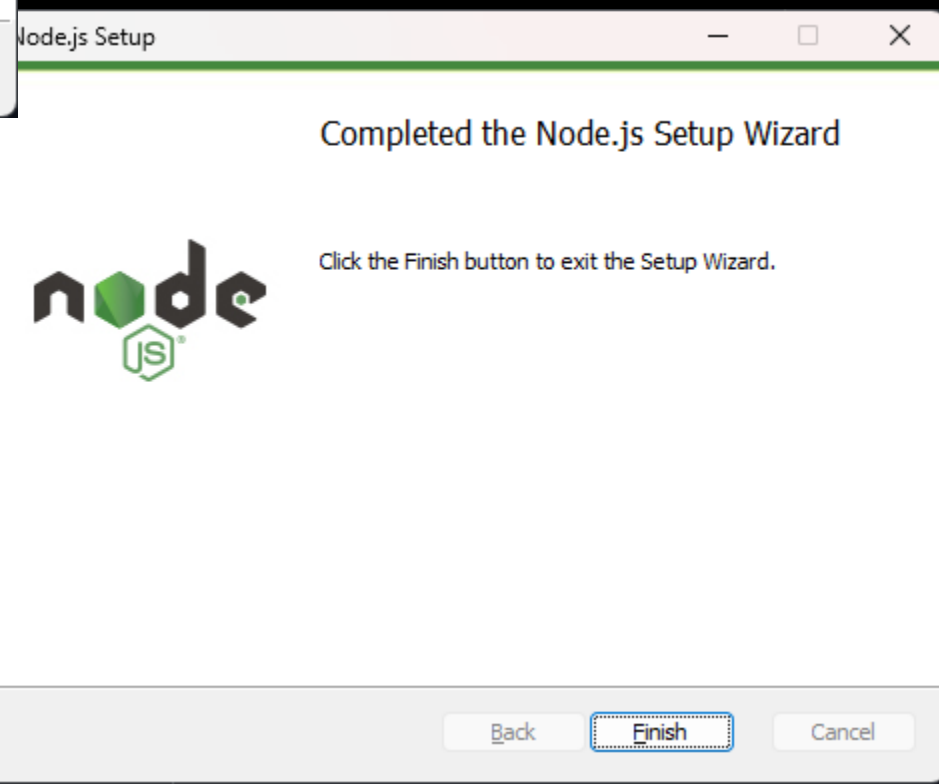 Node.js Setup
Completed the Node.js Setup Wizard
Click the Finish button to exit the Setup Wizard.
node
JS®
Back
Finish
Cancel